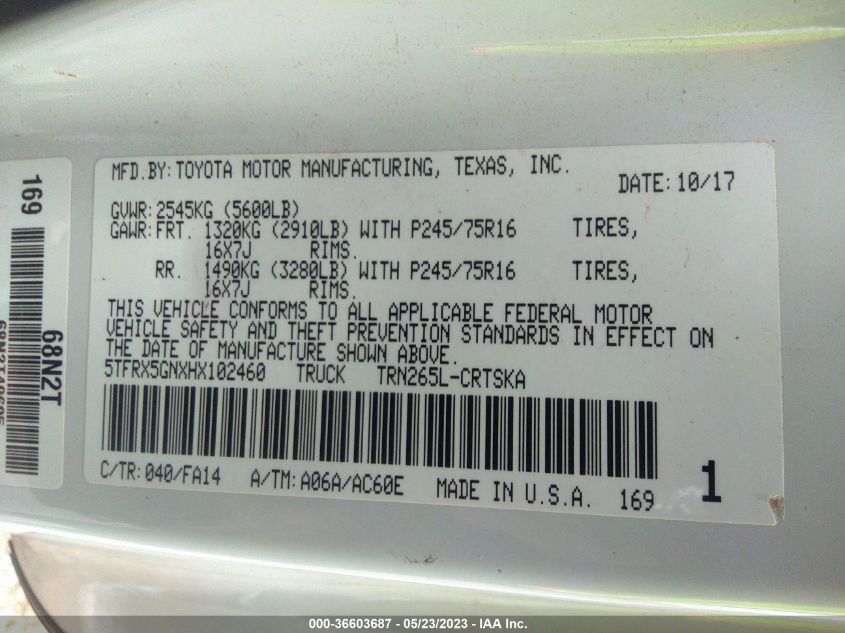 MFD.BY:TOYOTA MOTOR MANUFACTURING, TEXAS, INC.
DATE:10/17
GVWR:2545KG (5600LB)
GAWR:FRT. 1320KG (2910LB) WITH P245/75R16 TIRES,
16X7J RIMS.
RR. 1490KG (3280LB) WITH P245/75R16 TIRES,
16X7J RIMS.
THIS VEHICLE CONFORMS TO ALL APPLICABLE FEDERAL MOTOR
VEHICLE SAFETY AND THEFT PREVENTION STANDARDS IN EFFECT ON
THE DATE OF MANUFACTURE SHOWN ABOVE.
5TFRX5GNXHX102460 TRUCK TRN265L-CRTSKA
C/TR:040/FA14 A/TM:A06A/AC60E MADE IN U.S.A. 169
1
169
68N2T
000-36603687 - 05/23/2023 - IAA Inc.